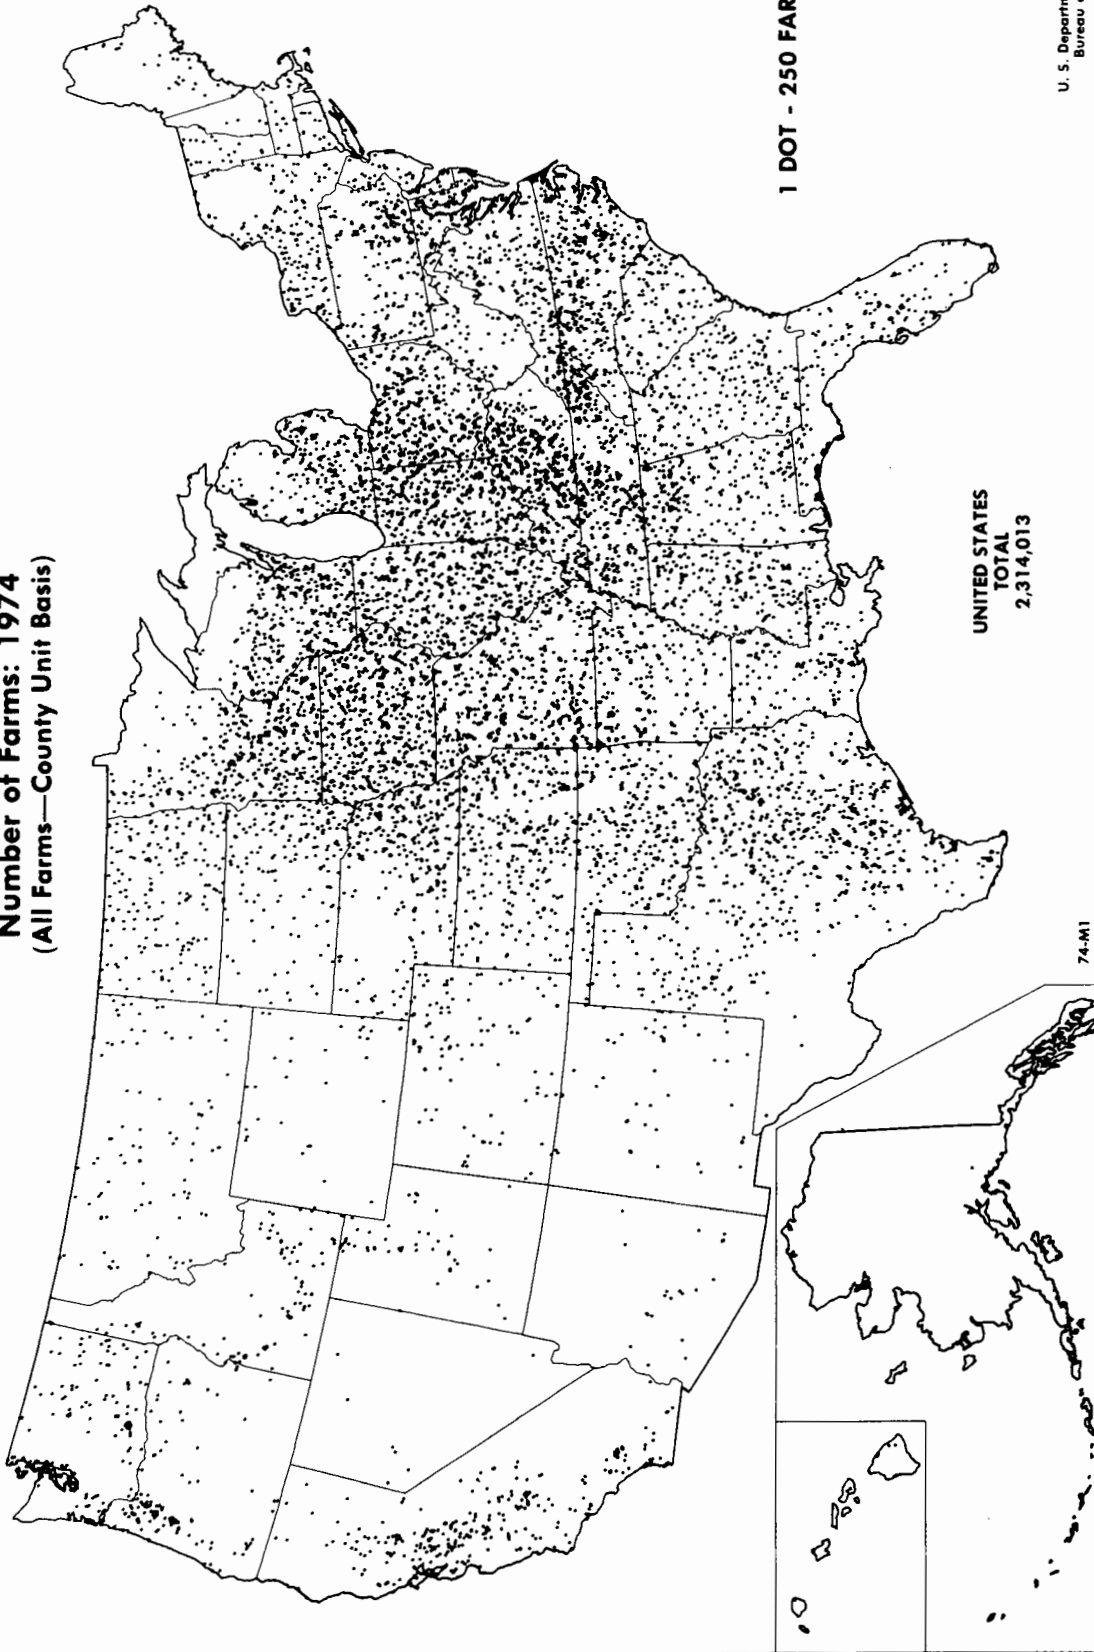 Number of Farms: 1974
(All Farms—County Unit Basis)
1 DOT - 250 FAR
UNITED STATES
TOTAL
2,314,013
74-M1
U. S. Departm
Bureau